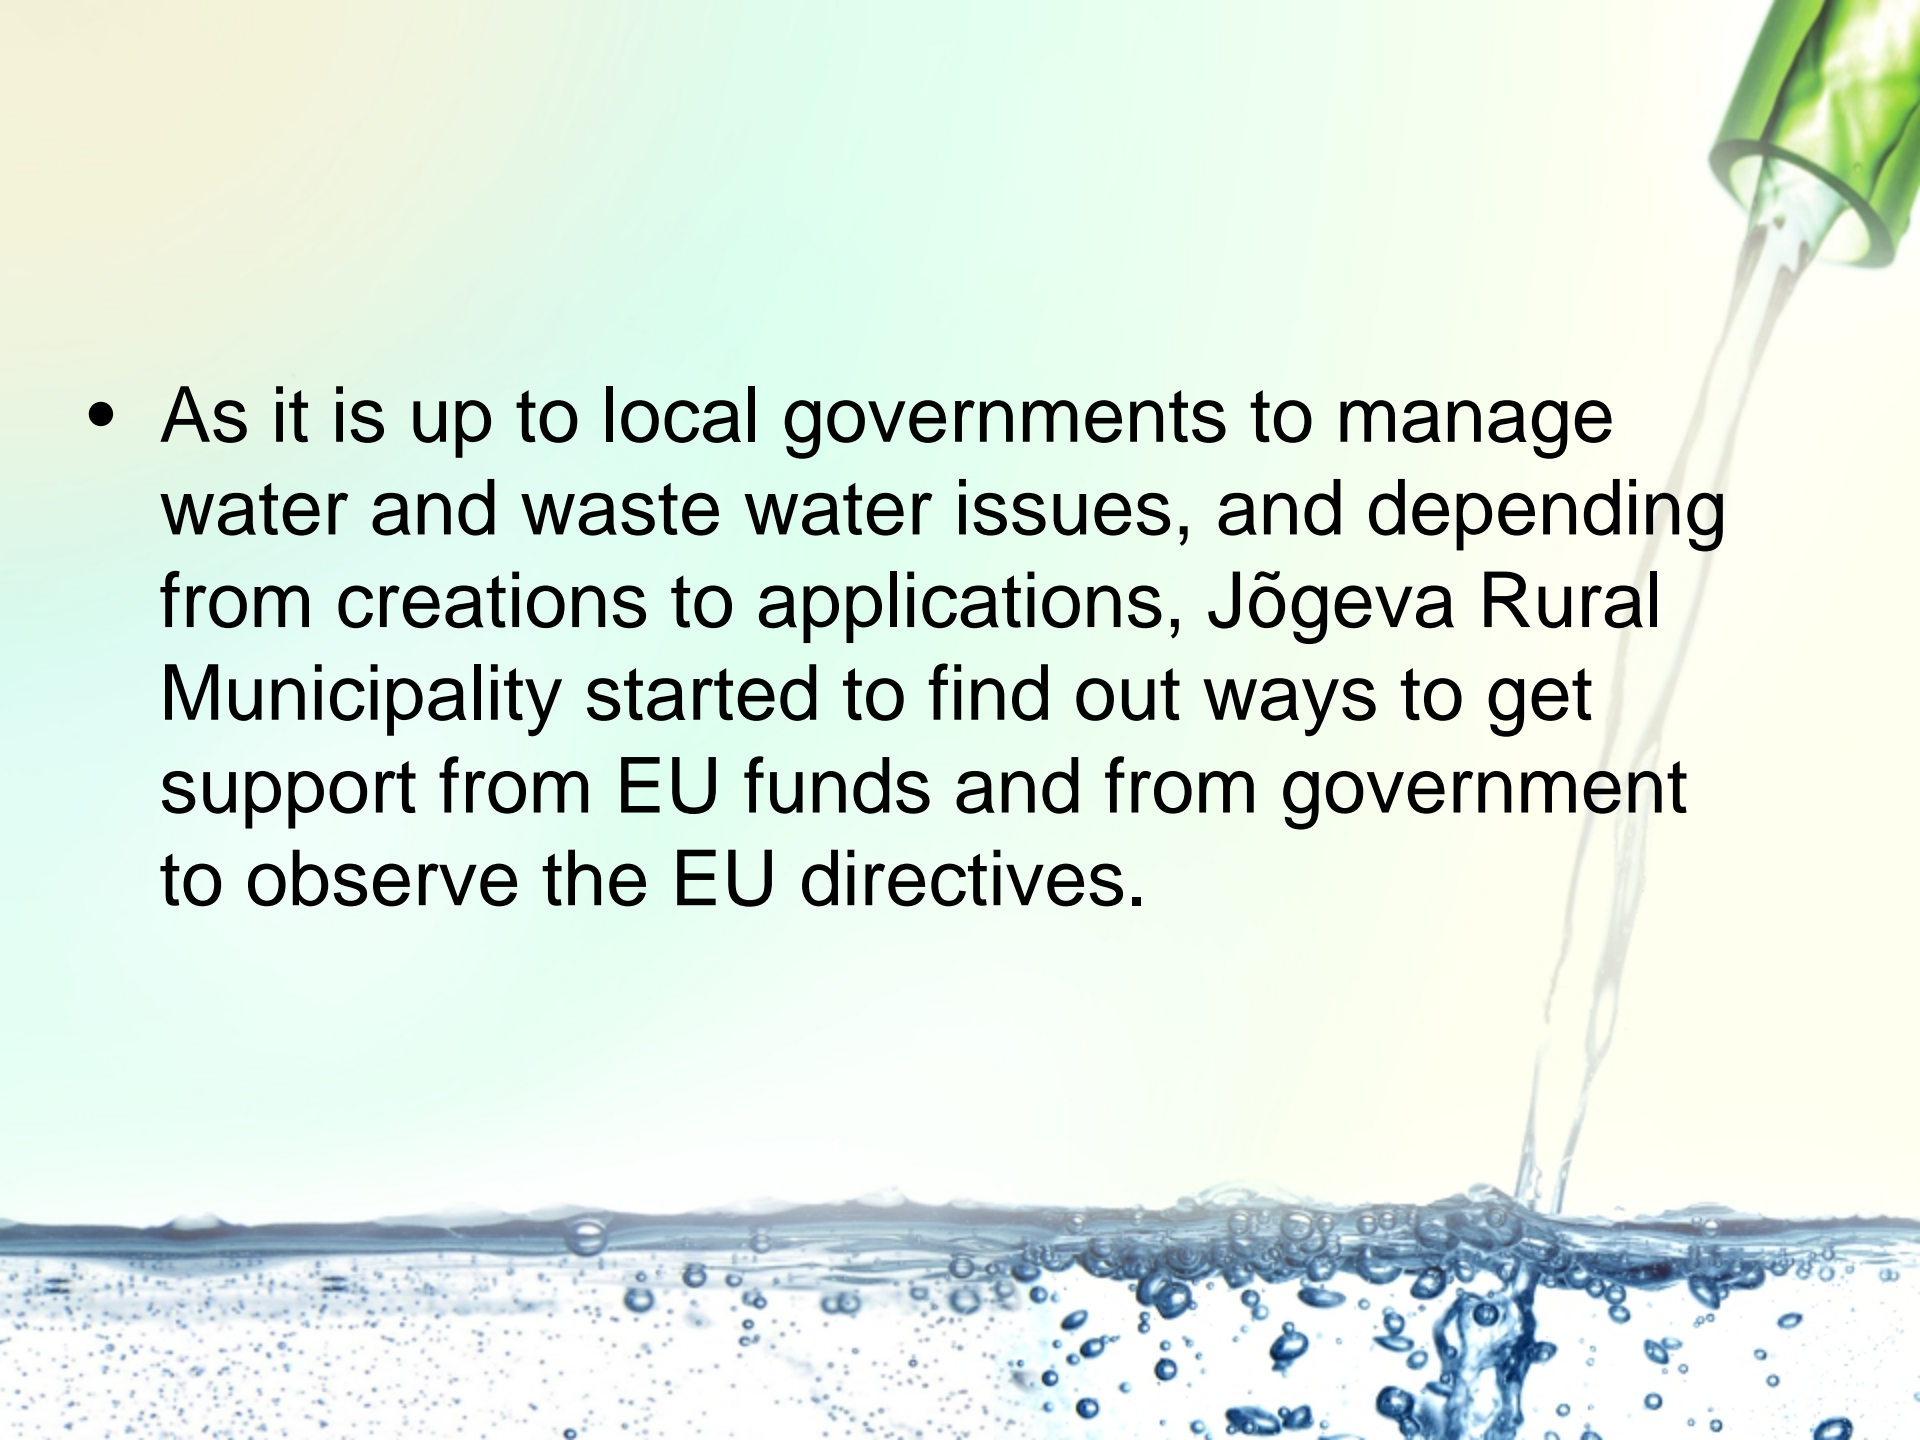 • As it is up to local governments to manage
water and waste water issues, and depending
from creations to applications, Jõgeva Rural
Municipality started to find out ways to get
support from EU funds and from government
to observe the EU directives.